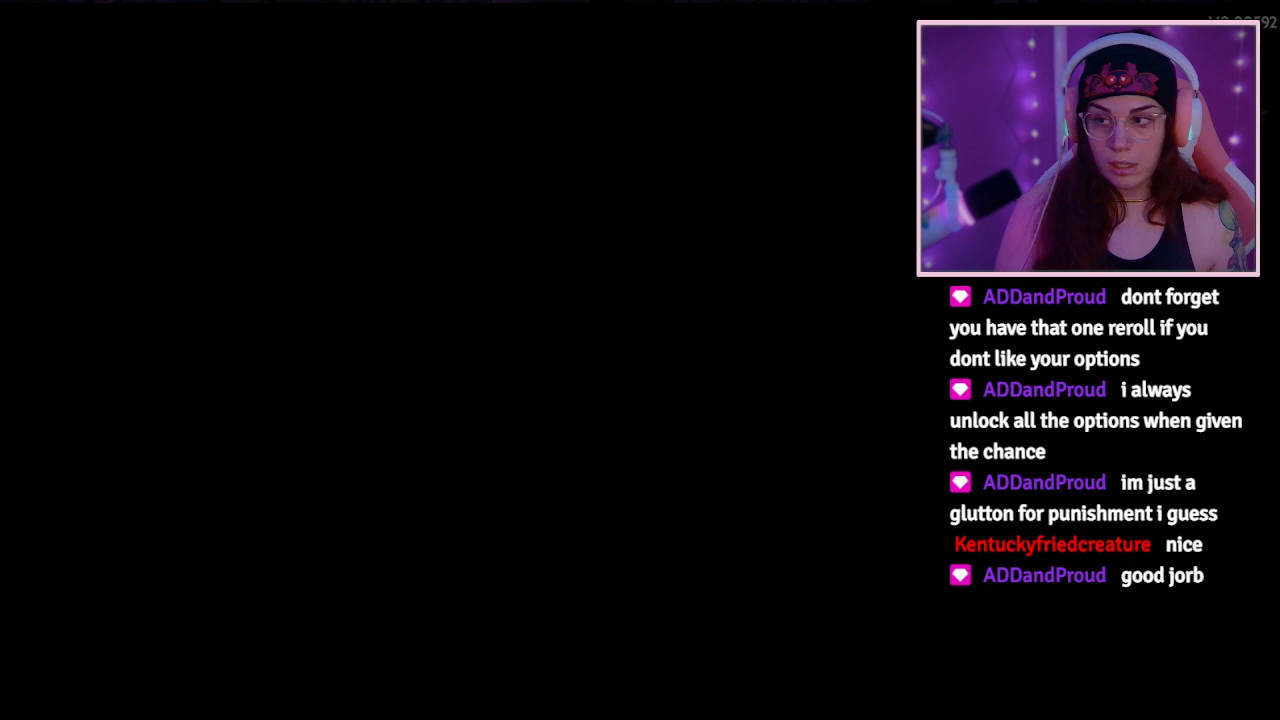 ADDandProud dont forget
you have that one reroll if you
dont like your options
ADDandProud i always
unlock all the options when given
the chance
ADDandProud im just a
glutton for punishment i guess
Kentuckyfriedcreature nice
ADDandProud good jorb